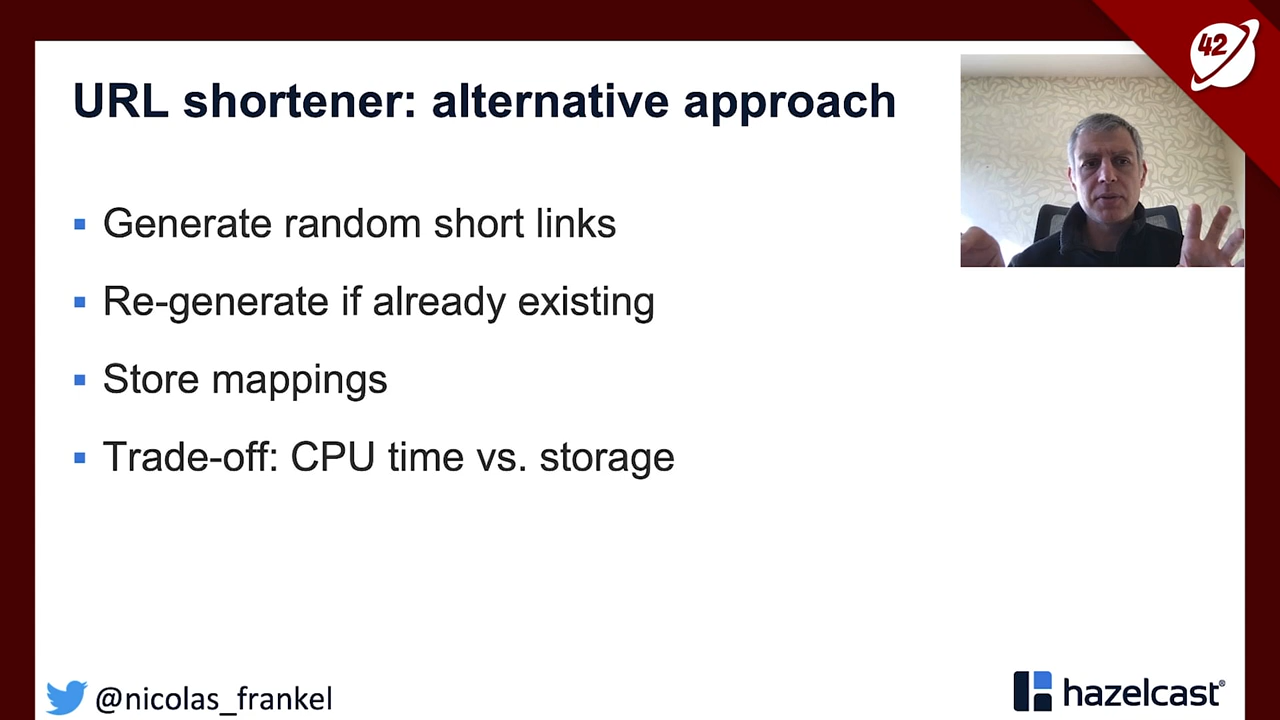 URL shortener: alternative approach
42
Generate random short links
Re-generate if already existing
Store mappings
Trade-off: CPU time vs. storage
@nicolas_frankel
hazelcast®